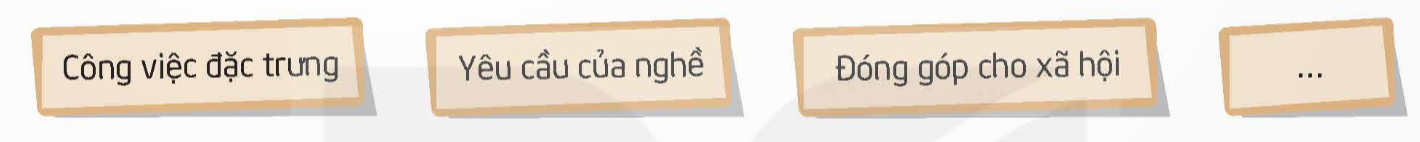 Công việc đặc trưng
Yêu cầu của nghề
Đóng góp cho xã hội
...